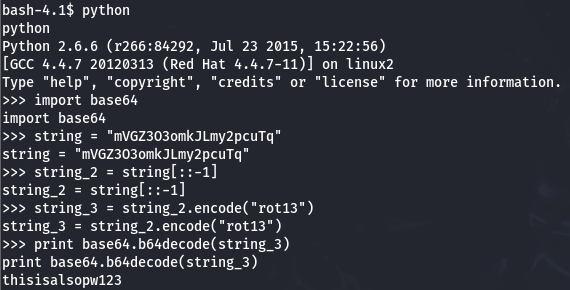 bash-4.1$ python
python
Python 2.6.6 (r266:84292, Jul 23 2015, 15:22:56)
[GCC 4.4.7 20120313 (Red Hat 4.4.7-11)] on linux2
Type "help", "copyright", "credits" or "license" for more information.
>>> import base64
import base64
>>> string = "mVGZ3O3omkJLmy2pcuTq"
string = "mVGZ3O3omkJLmy2pcuTq"
>>> string_2 = string[::-1]
string_2 = string[::-1]
>>> string_3 = string_2.encode("rot13")
string_3 = string_2.encode("rot13")
>>> print base64.b64decode(string_3)
print base64.b64decode(string_3)
thisisalsopw123